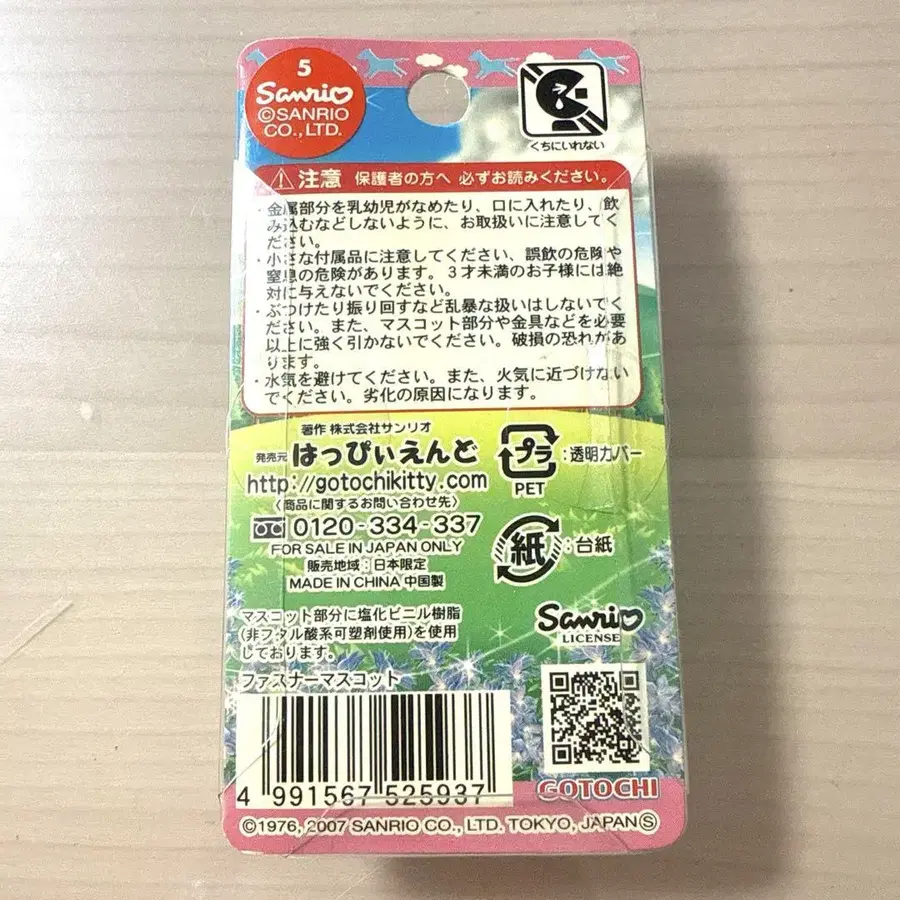 5
Sanrio
©SANRIO
CO., LTD.
くちにいれない
注意 保護者の方へ 必ずお読みください。
・金属部分を乳幼児がなめたり、口に入れたり、飲
み込むなどしないように、お取扱いに注意してく
ださい。
・小さな付属品に注意してください、誤飲の危険や
窒息の危険があります。３才未満のお子様には絶
対に与えないでください。
・ぶつけたり振り回すなど乱暴な扱いはしないでく
ださい。また、マスコット部分や金具などを必要
以上に強く引かないでください。破損の恐れがあ
ります。
・水気を避けてください。また、火気に近づけない
でください。劣化の原因になります。
著作 株式会社サンリオ
発売元 はっぴぃえんど
http://gotochikitty.com
〈商品に関するお問い合わせ先〉
0120-334-337
FOR SALE IN JAPAN ONLY
販売地域：日本限定
MADE IN CHINA 中国製
プラ
：透明カバー
PET
紙
：台紙
マスコット部分に塩化ビニル樹脂
(非フタル酸系可塑剤使用)を使用
しております。
Sanrio
LICENSE
ファスナーマスコット
4 991567 525937
GOTOCHI
©1976, 2007 SANRIO CO., LTD. TOKYO, JAPAN Ⓢ